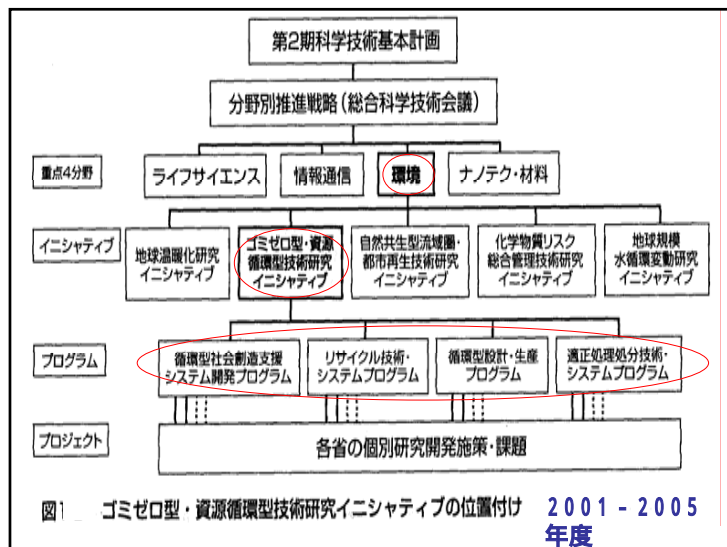 第2期科学技術基本計画
分野別推進戦略(総合科学技術会議)
重点4分野
ライフサイエンス
情報通信
環境
ナノテク・材料
イニシャティブ
地球温暖化研究
イニシャティブ
ゴミゼロ型・資源
循環型技術研究
イニシャティブ
自然共生型流域圏・
都市再生技術研究
イニシャティブ
化学物質リスク
総合管理技術研究
イニシャティブ
地球規模
水循環変動研究
イニシャティブ
プログラム
循環型社会創造支援
システム開発プログラム
リサイクル技術・
システムプログラム
循環型設計・生産
プログラム
適正処理処分技術・
システムプログラム
プロジェクト
各省の個別研究開発施策・課題
図1 ゴミゼロ型・資源循環型技術研究イニシャティブの位置付け
2001-2005
年度